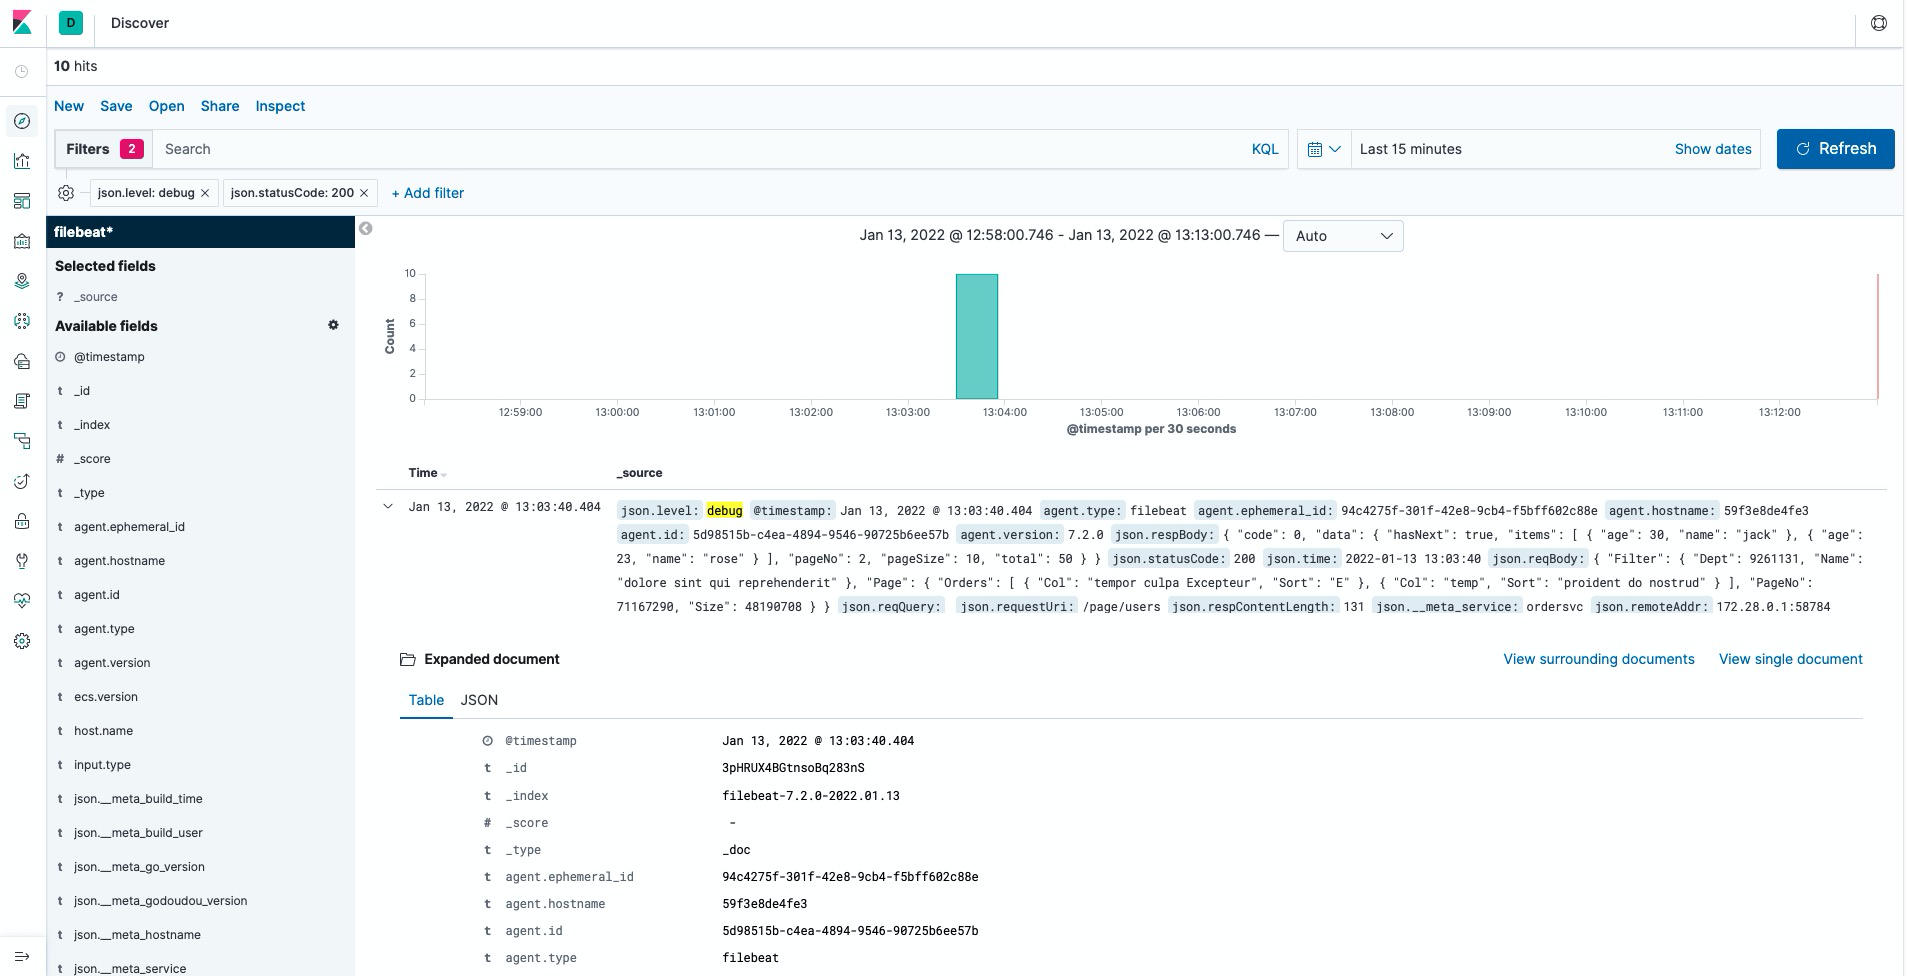 D Discover
10 hits
New Save Open Share Inspect
Filters 2 Search KQL Last 15 minutes Show dates Refresh
json.level: debug × json.statusCode: 200 × + Add filter
filebeat*
Selected fields
? _source
Available fields
@timestamp
t _id
t _index
# _score
t _type
t agent.ephemeral_id
t agent.hostname
t agent.id
t agent.type
t agent.version
t ecs.version
t host.name
t input.type
t json.__meta_build_time
t json.__meta_build_user
t json.__meta_go_version
t json.__meta_godoudou_version
t json.__meta_hostname
t json.__meta_service
Jan 13, 2022 @ 12:58:00.746 - Jan 13, 2022 @ 13:13:00.746 — Auto
Count
10
8
6
4
2
0
12:59:00 13:00:00 13:01:00 13:02:00 13:03:00 13:04:00 13:05:00 13:06:00 13:07:00 13:08:00 13:09:00 13:10:00 13:11:00 13:12:00
@timestamp per 30 seconds
Time _source
Jan 13, 2022 @ 13:03:40.404 json.level: debug @timestamp: Jan 13, 2022 @ 13:03:40.404 agent.type: filebeat agent.ephemeral_id: 94c4275f-301f-42e8-9cb4-f5bff602c88e agent.hostname: 59f3e8de4fe3
agent.id: 5d98515b-c4ea-4894-9546-90725b6ee57b agent.version: 7.2.0 json.respBody: { "code": 0, "data": { "hasNext": true, "items": [ { "age": 30, "name": "jack" }, { "age":
23, "name": "rose" } ], "pageNo": 2, "pageSize": 10, "total": 50 } } json.statusCode: 200 json.time: 2022-01-13 13:03:40 json.reqBody: { "Filter": { "Dept": 9261131, "Name":
"dolore sint qui reprehenderit" }, "Page": { "Orders": [ { "Col": "tempor culpa Excepteur", "Sort": "E" }, { "Col": "temp", "Sort": "proident do nostrud" } ], "PageNo":
71167290, "Size": 48190708 } } json.reqQuery: json.requestUri: /page/users json.respContentLength: 131 json.__meta_service: ordersvc json.remoteAddr: 172.28.0.1:58784
Expanded document View surrounding documents View single document
Table JSON
@timestamp Jan 13, 2022 @ 13:03:40.404
t _id 3pHRUX4BGtnsoBq283nS
t _index filebeat-7.2.0-2022.01.13
# _score -
t _type _doc
t agent.ephemeral_id 94c4275f-301f-42e8-9cb4-f5bff602c88e
t agent.hostname 59f3e8de4fe3
t agent.id 5d98515b-c4ea-4894-9546-90725b6ee57b
t agent.type filebeat